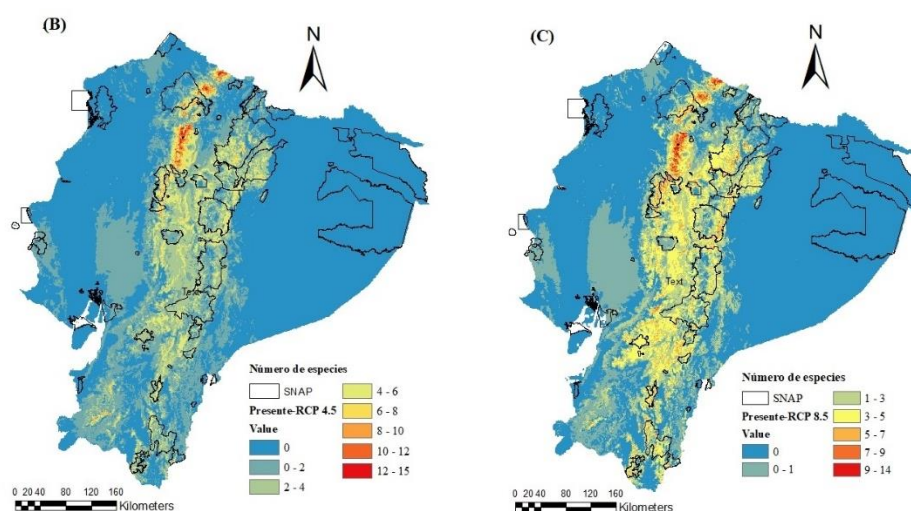 (B)
N
Text
Número de especies
SNAP
Presente-RCP 4.5
Value
0
0 - 2
2 - 4
4 - 6
6 - 8
8 - 10
10 - 12
12 - 15
0 20 40 80 120 160
Kilometers
(C)
N
Text
Número de especies
SNAP
Presente-RCP 8.5
Value
0
0 - 1
1 - 3
3 - 5
5 - 7
7 - 9
9 - 14
0 20 40 80 120 160
Kilometers